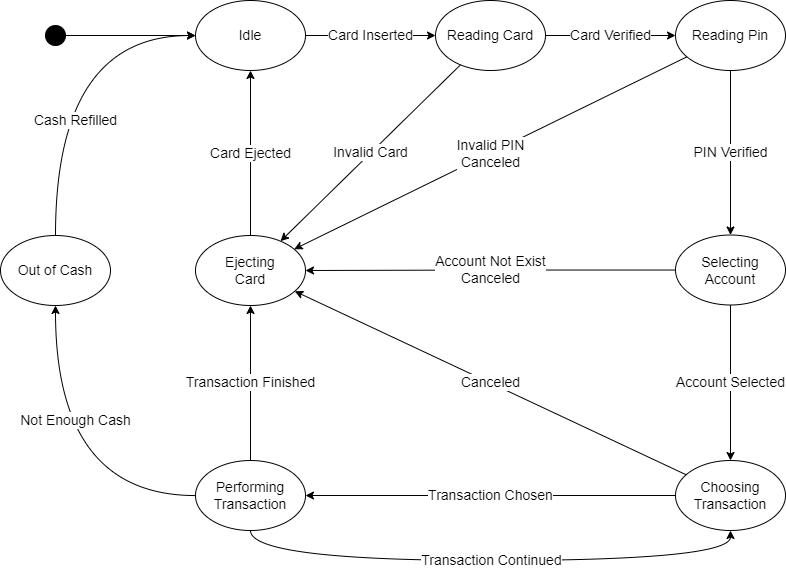 Idle
Card Inserted
Reading Card
Card Verified
Reading Pin
Cash Refilled
Card Ejected
Invalid Card
Invalid PIN
Canceled
PIN Verified
Out of Cash
Ejecting
Card
Account Not Exist
Canceled
Selecting
Account
Transaction Finished
Canceled
Account Selected
Not Enough Cash
Performing
Transaction
Transaction Chosen
Choosing
Transaction
Transaction Continued